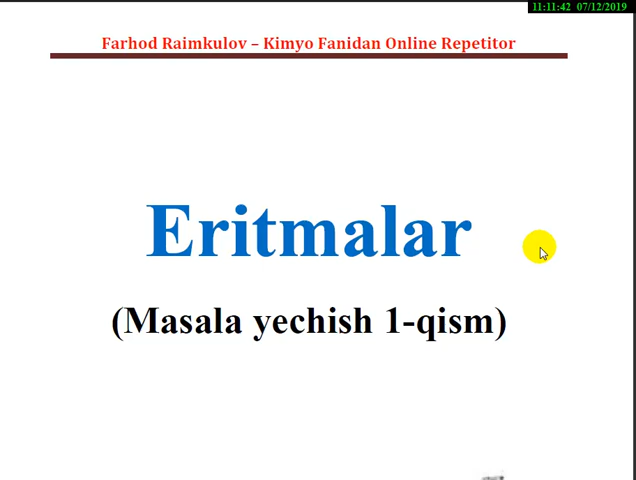 11:11:42 07/12/2019
Farhod Raimkulov – Kimyo Fanidan Online Repetitor
Eritmalar
(Masala yechish 1-qism)